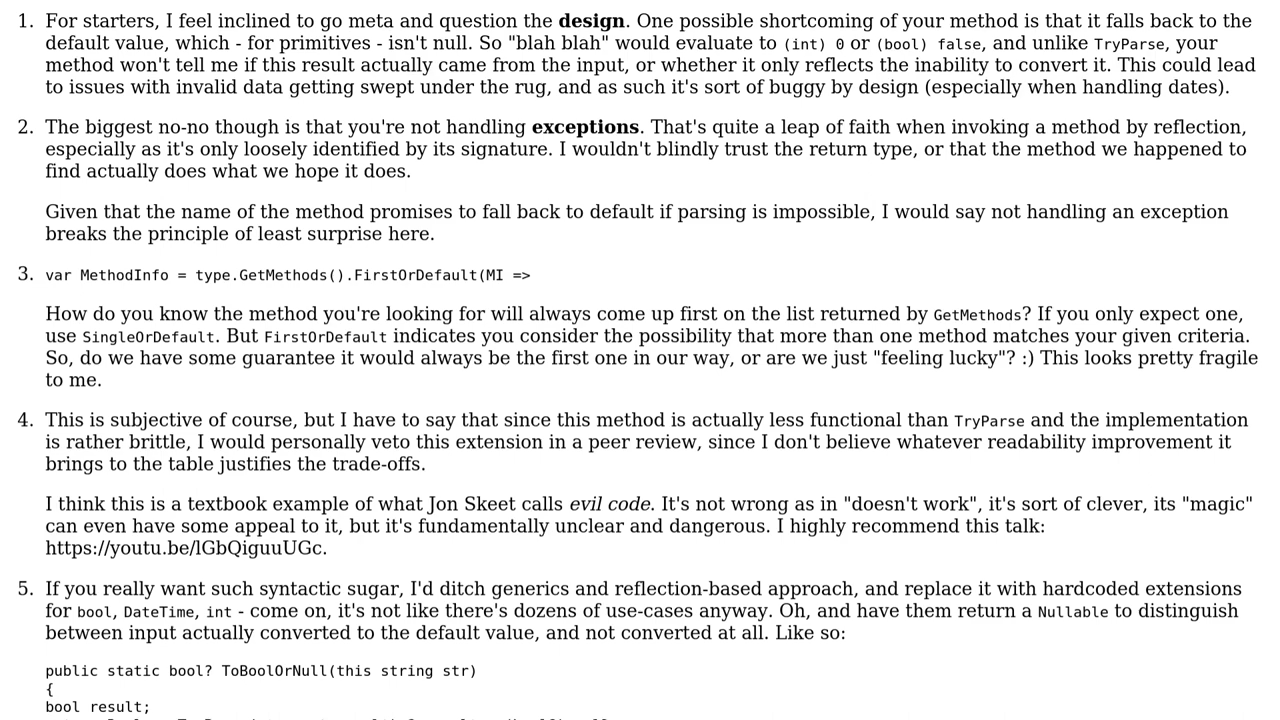 1. For starters, I feel inclined to go meta and question the design. One possible shortcoming of your method is that it falls back to the
default value, which - for primitives - isn't null. So "blah blah" would evaluate to (int) 0 or (bool) false, and unlike TryParse, your
method won't tell me if this result actually came from the input, or whether it only reflects the inability to convert it. This could lead
to issues with invalid data getting swept under the rug, and as such it's sort of buggy by design (especially when handling dates).
2. The biggest no-no though is that you're not handling exceptions. That's quite a leap of faith when invoking a method by reflection,
especially as it's only loosely identified by its signature. I wouldn't blindly trust the return type, or that the method we happened to
find actually does what we hope it does.
Given that the name of the method promises to fall back to default if parsing is impossible, I would say not handling an exception
breaks the principle of least surprise here.
3. var MethodInfo = type.GetMethods().FirstOrDefault(MI =>
How do you know the method you're looking for will always come up first on the list returned by GetMethods? If you only expect one,
use SingleOrDefault. But FirstOrDefault indicates you consider the possibility that more than one method matches your given criteria.
So, do we have some guarantee it would always be the first one in our way, or are we just "feeling lucky"? :) This looks pretty fragile
to me.
4. This is subjective of course, but I have to say that since this method is actually less functional than TryParse and the implementation
is rather brittle, I would personally veto this extension in a peer review, since I don't believe whatever readability improvement it
brings to the table justifies the trade-offs.
I think this is a textbook example of what Jon Skeet calls evil code. It's not wrong as in "doesn't work", it's sort of clever, its "magic"
can even have some appeal to it, but it's fundamentally unclear and dangerous. I highly recommend this talk:
https://youtu.be/lGbQiguuUGc.
5. If you really want such syntactic sugar, I'd ditch generics and reflection-based approach, and replace it with hardcoded extensions
for bool, DateTime, int - come on, it's not like there's dozens of use-cases anyway. Oh, and have them return a Nullable to distinguish
between input actually converted to the default value, and not converted at all. Like so:
public static bool? ToBoolOrNull(this string str)
{
bool result;